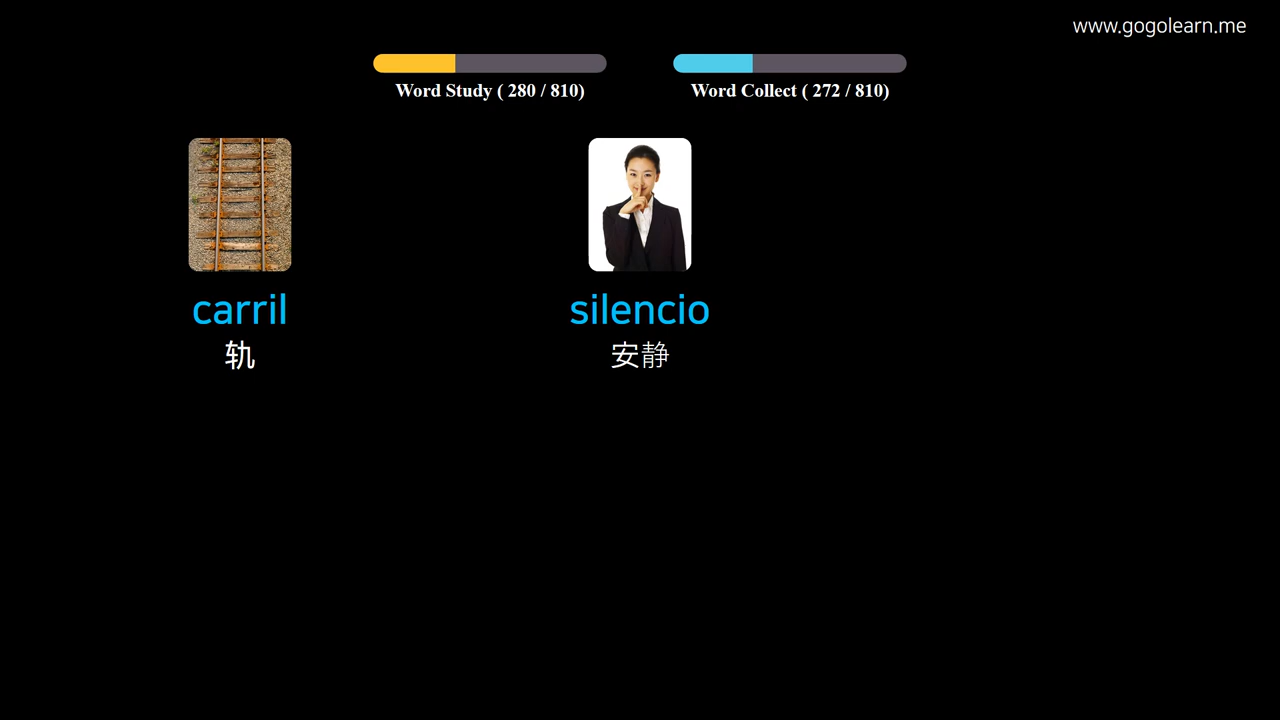 www.gogolearn.me
Word Study ( 280 / 810)
Word Collect ( 272 / 810)
carril
轨
silencio
安静